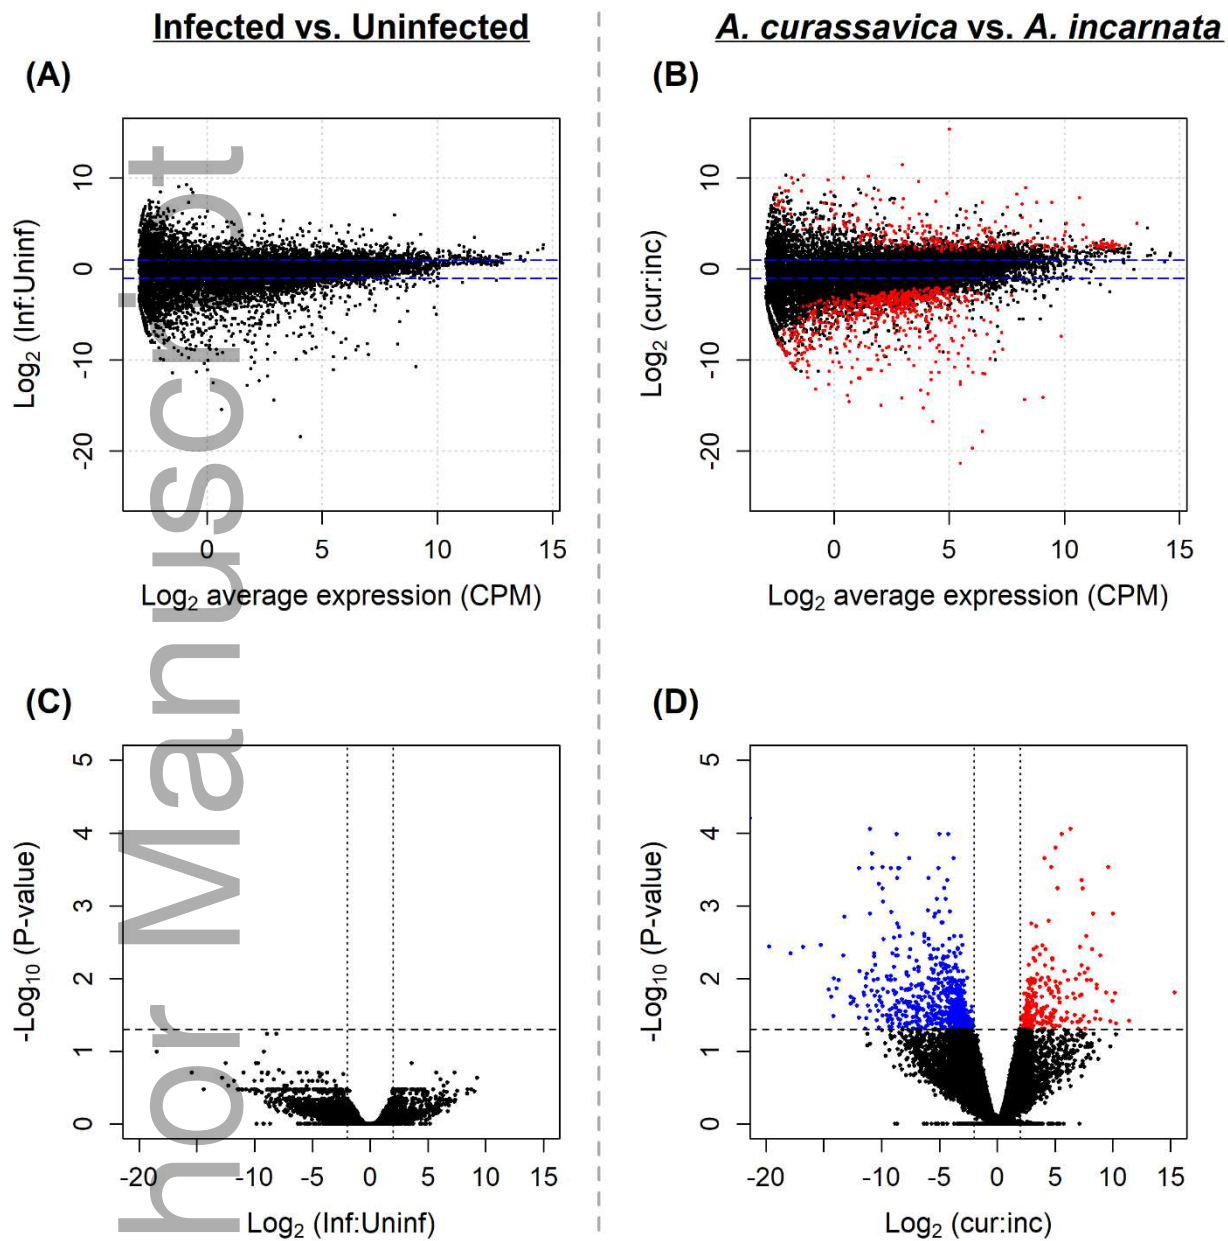 Infected vs. Uninfected
A. curassavica vs. A. incarnata
(A)
Log2 (Inf:Uninf)
10
0
-10
-20
0 5 10 15
Log2 average expression (CPM)
(B)
Log2 (cur:inc)
10
0
-10
-20
0 5 10 15
Log2 average expression (CPM)
(C)
-Log10 (P-value)
5
4
3
2
1
0
-20 -10 -5 0 5 10 15
Log2 (Inf:Uninf)
(D)
-Log10 (P-value)
5
4
3
2
1
0
-20 -10 -5 0 5 10 15
Log2 (cur:inc)
hor Manuscript